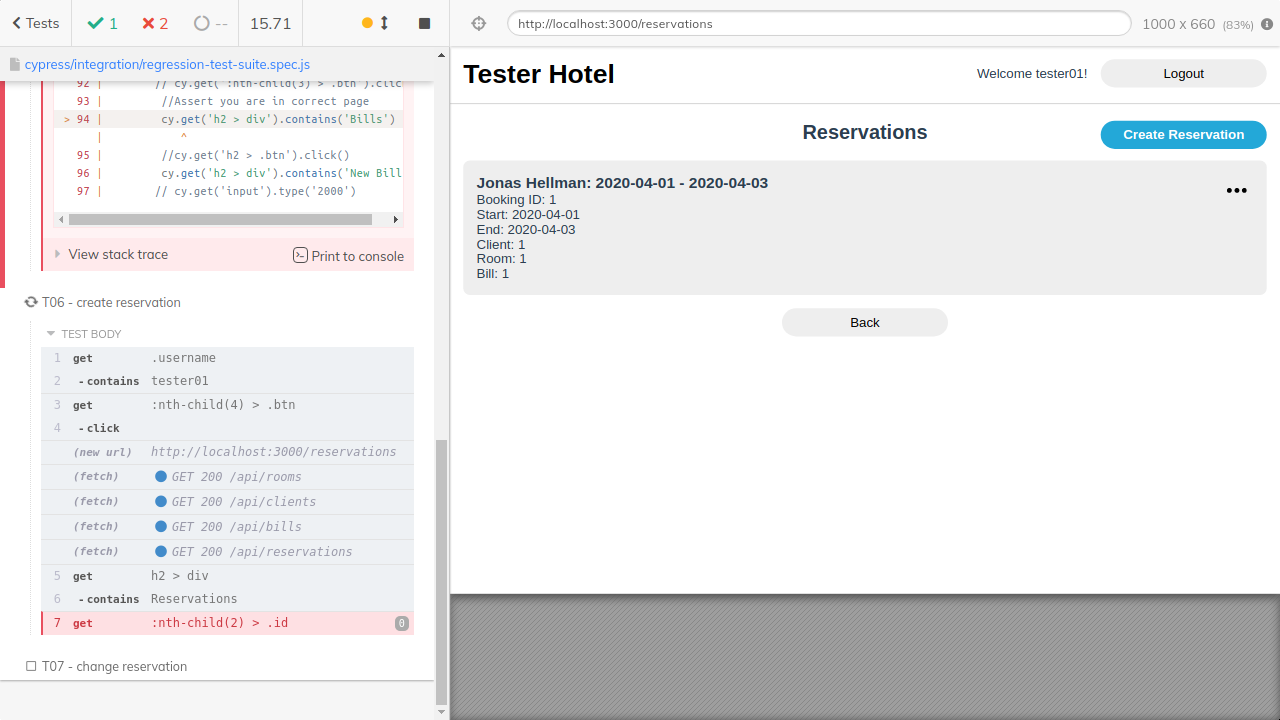 Tests
1
2
--
15.71
http://localhost:3000/reservations
1000 x 660 (83%)
cypress/integration/regression-test-suite.spec.js
92 | // cy.get(':nth-child(3) > .btn').clic
93 | //Assert you are in correct page
> 94 | cy.get('h2 > div').contains('Bills')
| ^
95 | //cy.get('h2 > .btn').click()
96 | cy.get('h2 > div').contains('New Bill
97 | // cy.get('input').type('2000')
View stack trace
Print to console
T06 - create reservation
TEST BODY
1 get .username
2 -contains tester01
3 get :nth-child(4) > .btn
4 -click
(new url) http://localhost:3000/reservations
(fetch) GET 200 /api/rooms
(fetch) GET 200 /api/clients
(fetch) GET 200 /api/bills
(fetch) GET 200 /api/reservations
5 get h2 > div
6 -contains Reservations
7 get :nth-child(2) > .id 0
T07 - change reservation
Tester Hotel
Welcome tester01!
Logout
Reservations
Create Reservation
Jonas Hellman: 2020-04-01 - 2020-04-03
Booking ID: 1
Start: 2020-04-01
End: 2020-04-03
Client: 1
Room: 1
Bill: 1
Back